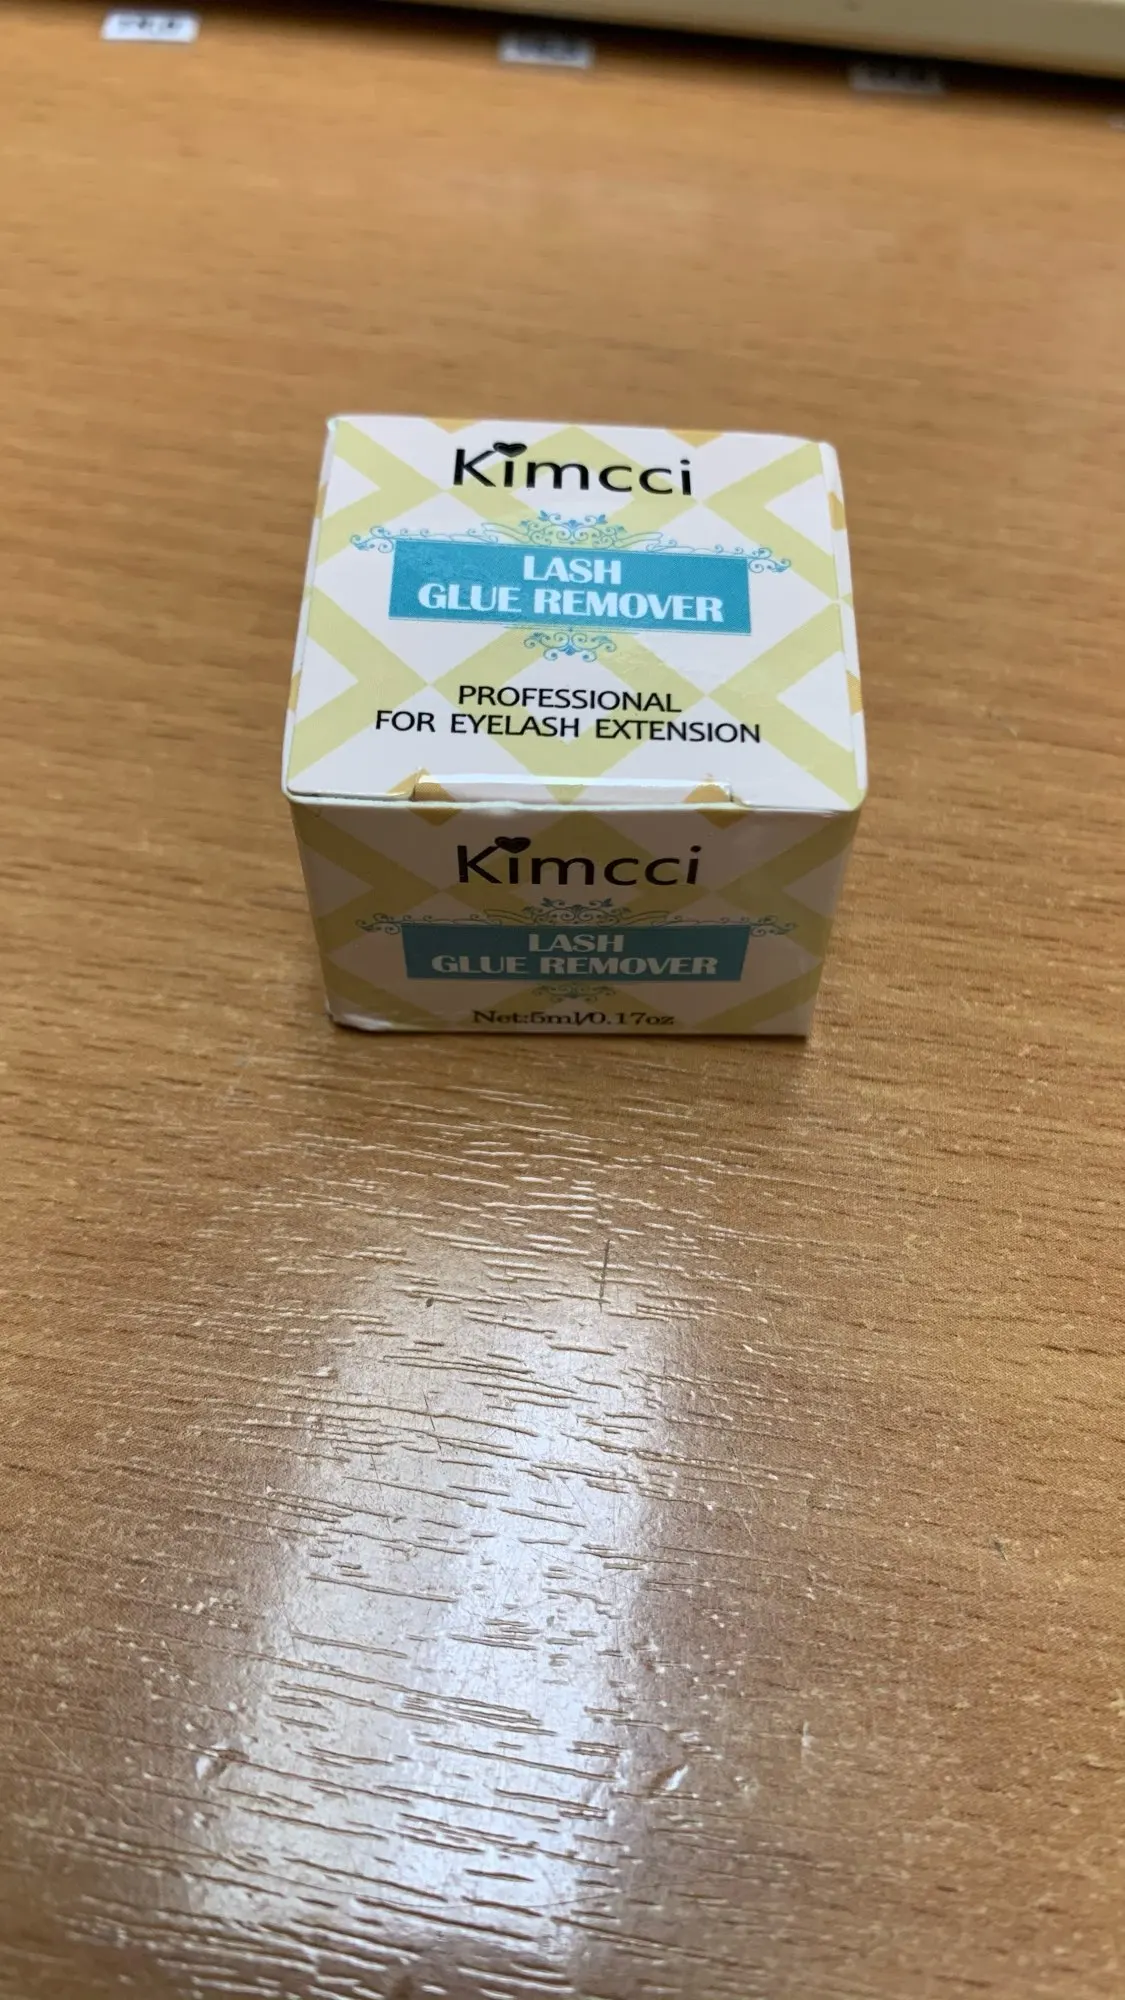 Kimcci
LASH
GLUE REMOVER
PROFESSIONAL
FOR EYELASH EXTENSION
Kimcci
LASH
GLUE REMOVER
Net:5ml/0.17oz